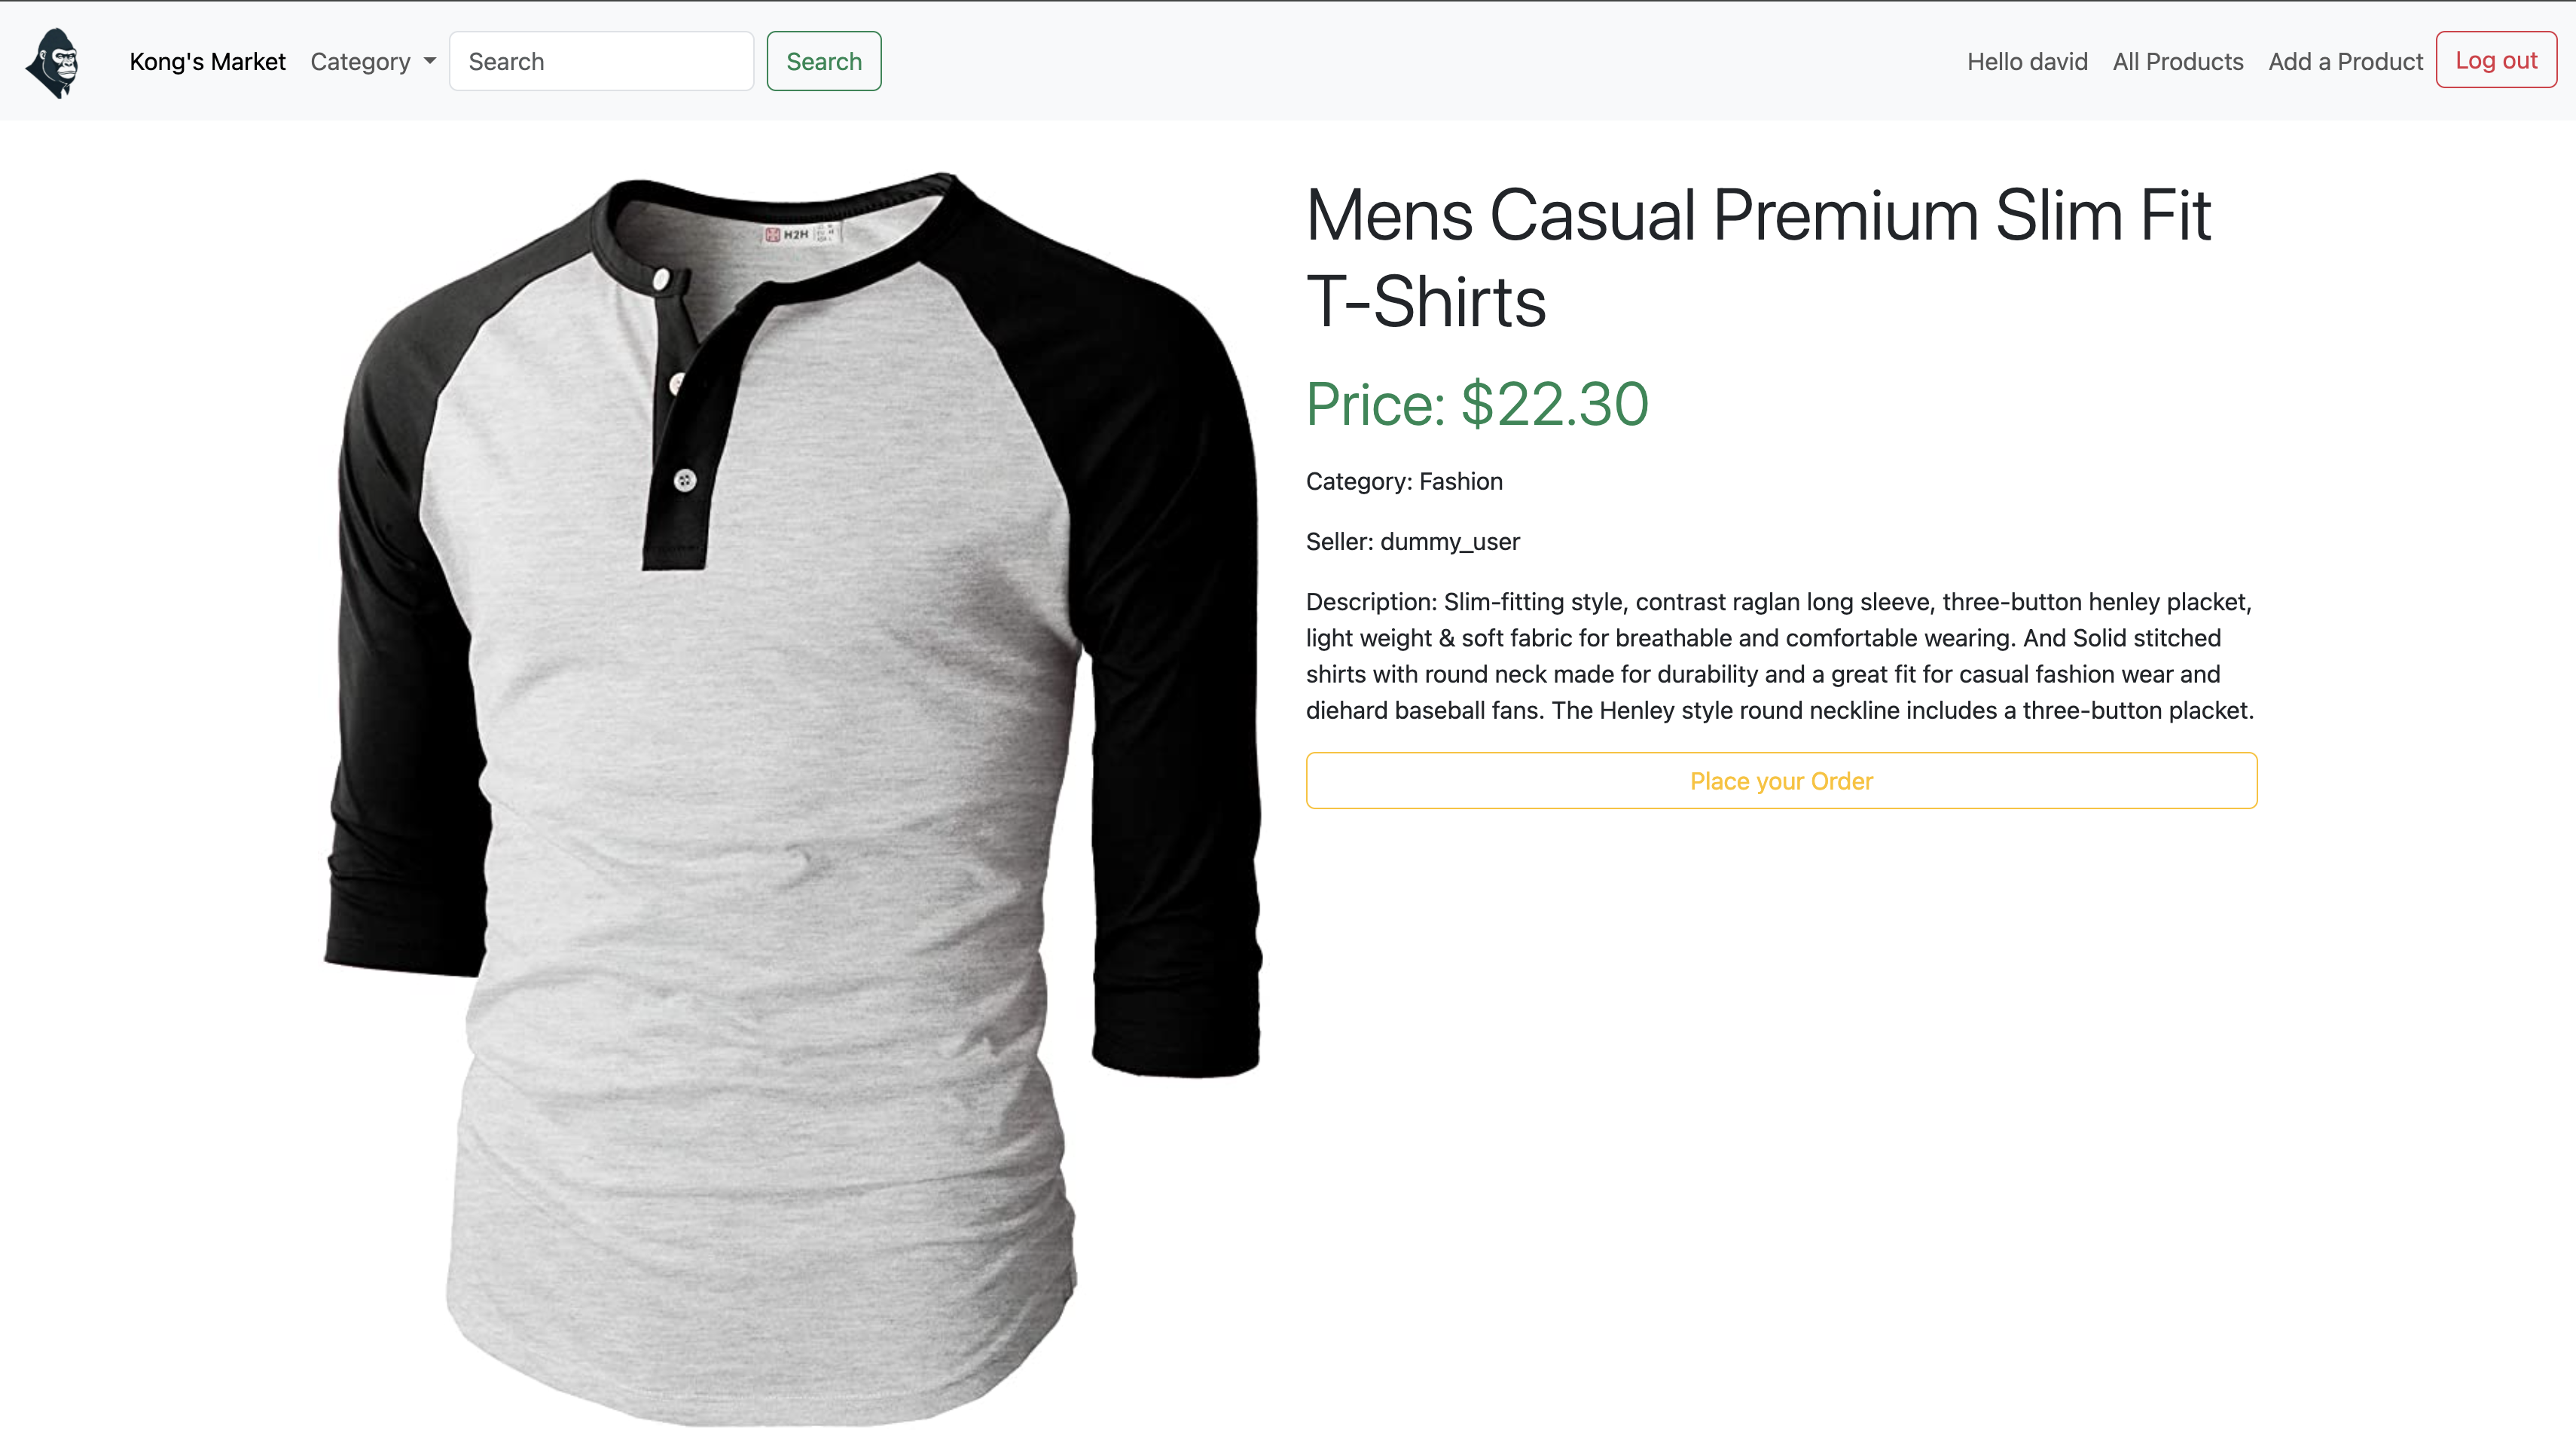 Kong's Market Category Search Search Hello david All Products Add a Product Log out
H2H
Mens Casual Premium Slim Fit
T-Shirts
Price: $22.30
Category: Fashion
Seller: dummy_user
Description: Slim-fitting style, contrast raglan long sleeve, three-button henley placket,
light weight & soft fabric for breathable and comfortable wearing. And Solid stitched
shirts with round neck made for durability and a great fit for casual fashion wear and
diehard baseball fans. The Henley style round neckline includes a three-button placket.
Place your Order